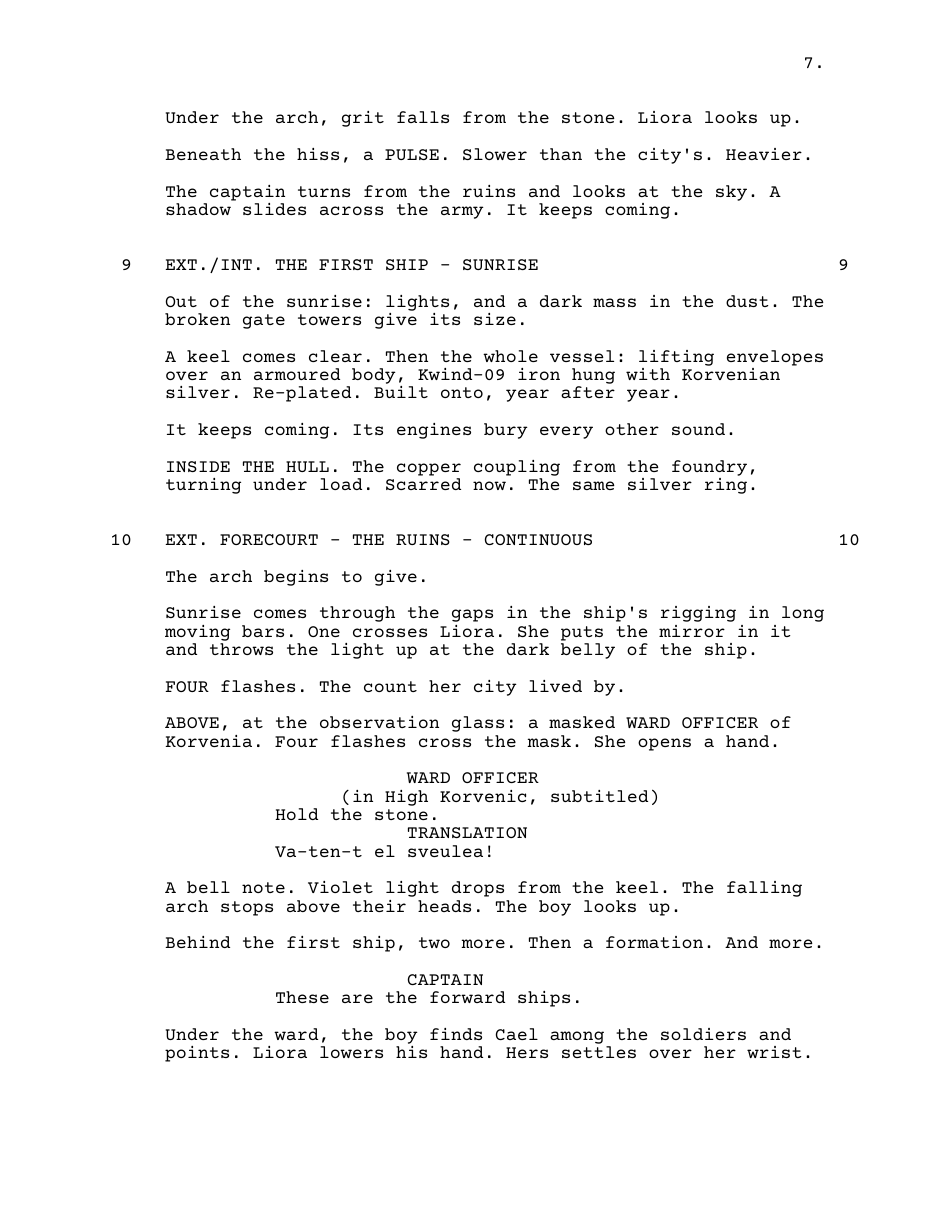 7.
Under the arch, grit falls from the stone. Liora looks up.
Beneath the hiss, a PULSE. Slower than the city's. Heavier.
The captain turns from the ruins and looks at the sky. A
shadow slides across the army. It keeps coming.
9 EXT./INT. THE FIRST SHIP - SUNRISE 9
Out of the sunrise: lights, and a dark mass in the dust. The
broken gate towers give its size.
A keel comes clear. Then the whole vessel: lifting envelopes
over an armoured body, Kwind-09 iron hung with Korvenian
silver. Re-plated. Built onto, year after year.
It keeps coming. Its engines bury every other sound.
INSIDE THE HULL. The copper coupling from the foundry,
turning under load. Scarred now. The same silver ring.
10 EXT. FORECOURT - THE RUINS - CONTINUOUS 10
The arch begins to give.
Sunrise comes through the gaps in the ship's rigging in long
moving bars. One crosses Liora. She puts the mirror in it
and throws the light up at the dark belly of the ship.
FOUR flashes. The count her city lived by.
ABOVE, at the observation glass: a masked WARD OFFICER of
Korvenia. Four flashes cross the mask. She opens a hand.
WARD OFFICER
(in High Korvenic, subtitled)
Hold the stone.
TRANSLATION
Va-ten-t el sveulea!
A bell note. Violet light drops from the keel. The falling
arch stops above their heads. The boy looks up.
Behind the first ship, two more. Then a formation. And more.
CAPTAIN
These are the forward ships.
Under the ward, the boy finds Cael among the soldiers and
points. Liora lowers his hand. Hers settles over her wrist.